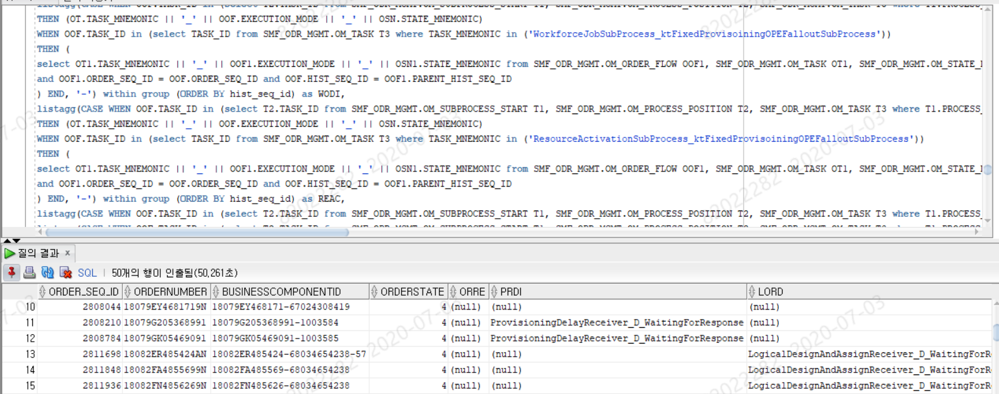 THEN (OT.TASK_MNEMONIC || '_' || OOF.EXECUTION_MODE || '_' || OSN.STATE_MNEMONIC)
WHEN OOF.TASK_ID in (select TASK_ID from SMF_ODR_MGMT.OM_TASK T3 where TASK_MNEMONIC in ('WorkforceJobSubProcess_ktFixedProvisoiningOPEFalloutSubProcess'))
THEN (
select OT1.TASK_MNEMONIC || '_' || OOF1.EXECUTION_MODE || '_' || OSN1.STATE_MNEMONIC from SMF_ODR_MGMT.OM_ORDER_FLOW OOF1, SMF_ODR_MGMT.OM_TASK OT1, SMF_ODR_MGMT.OM_STATE_
and OOF1.ORDER_SEQ_ID = OOF.ORDER_SEQ_ID and OOF.HIST_SEQ_ID = OOF1.PARENT_HIST_SEQ_ID
) END, '-') within group (ORDER BY hist_seq_id) as WODI,
listagg(CASE WHEN OOF.TASK_ID in (select T2.TASK_ID from SMF_ODR_MGMT.OM_SUBPROCESS_START T1, SMF_ODR_MGMT.OM_PROCESS_POSITION T2, SMF_ODR_MGMT.OM_TASK T3 where T1.PROCESS_
THEN (OT.TASK_MNEMONIC || '_' || OOF.EXECUTION_MODE || '_' || OSN.STATE_MNEMONIC)
WHEN OOF.TASK_ID in (select TASK_ID from SMF_ODR_MGMT.OM_TASK T3 where TASK_MNEMONIC in ('ResourceActivationSubProcess_ktFixedProvisoiningOPEFalloutSubProcess'))
THEN (
select OT1.TASK_MNEMONIC || '_' || OOF1.EXECUTION_MODE || '_' || OSN1.STATE_MNEMONIC from SMF_ODR_MGMT.OM_ORDER_FLOW OOF1, SMF_ODR_MGMT.OM_TASK OT1, SMF_ODR_MGMT.OM_STATE_
and OOF1.ORDER_SEQ_ID = OOF.ORDER_SEQ_ID and OOF.HIST_SEQ_ID = OOF1.PARENT_HIST_SEQ_ID
) END, '-') within group (ORDER BY hist_seq_id) as REAC,
listagg(CASE WHEN OOF.TASK_ID in (select T2.TASK_ID from SMF_ODR_MGMT.OM_SUBPROCESS_START T1, SMF_ODR_MGMT.OM_PROCESS_POSITION T2, SMF_ODR_MGMT.OM_TASK T3 where T1.PROCESS_
질의 결과 x
SQL | 50개의 행이 인출됨(50,261초)
ORDER_SEQ_ID ORDERNUMBER BUSINESSCOMPONENTID ORDERSTATE ORRE PRDI LORD
10 2808044 18079EY4681719N 18079EY468171-67024308419 4 (null) (null) (null)
11 2808210 18079G205368991 18079G205368991-1003584 4 (null) ProvisioningDelayReceiver_D_WaitingForResponse (null)
12 2808784 18079GK05469091 18079GK05469091-1003585 4 (null) ProvisioningDelayReceiver_D_WaitingForResponse (null)
13 2811698 18082ER485424AN 18082ER485424-68034654238-57 4 (null) (null) LogicalDesignAndAssignReceiver_D_WaitingForR
14 2811848 18082FA4855699N 18082FA485569-68034654238 4 (null) (null) LogicalDesignAndAssignReceiver_D_WaitingForR
15 2811936 18082FN4856269N 18082FN485626-68034654238 4 (null) (null) LogicalDesignAndAssignReceiver_D_WaitingForR